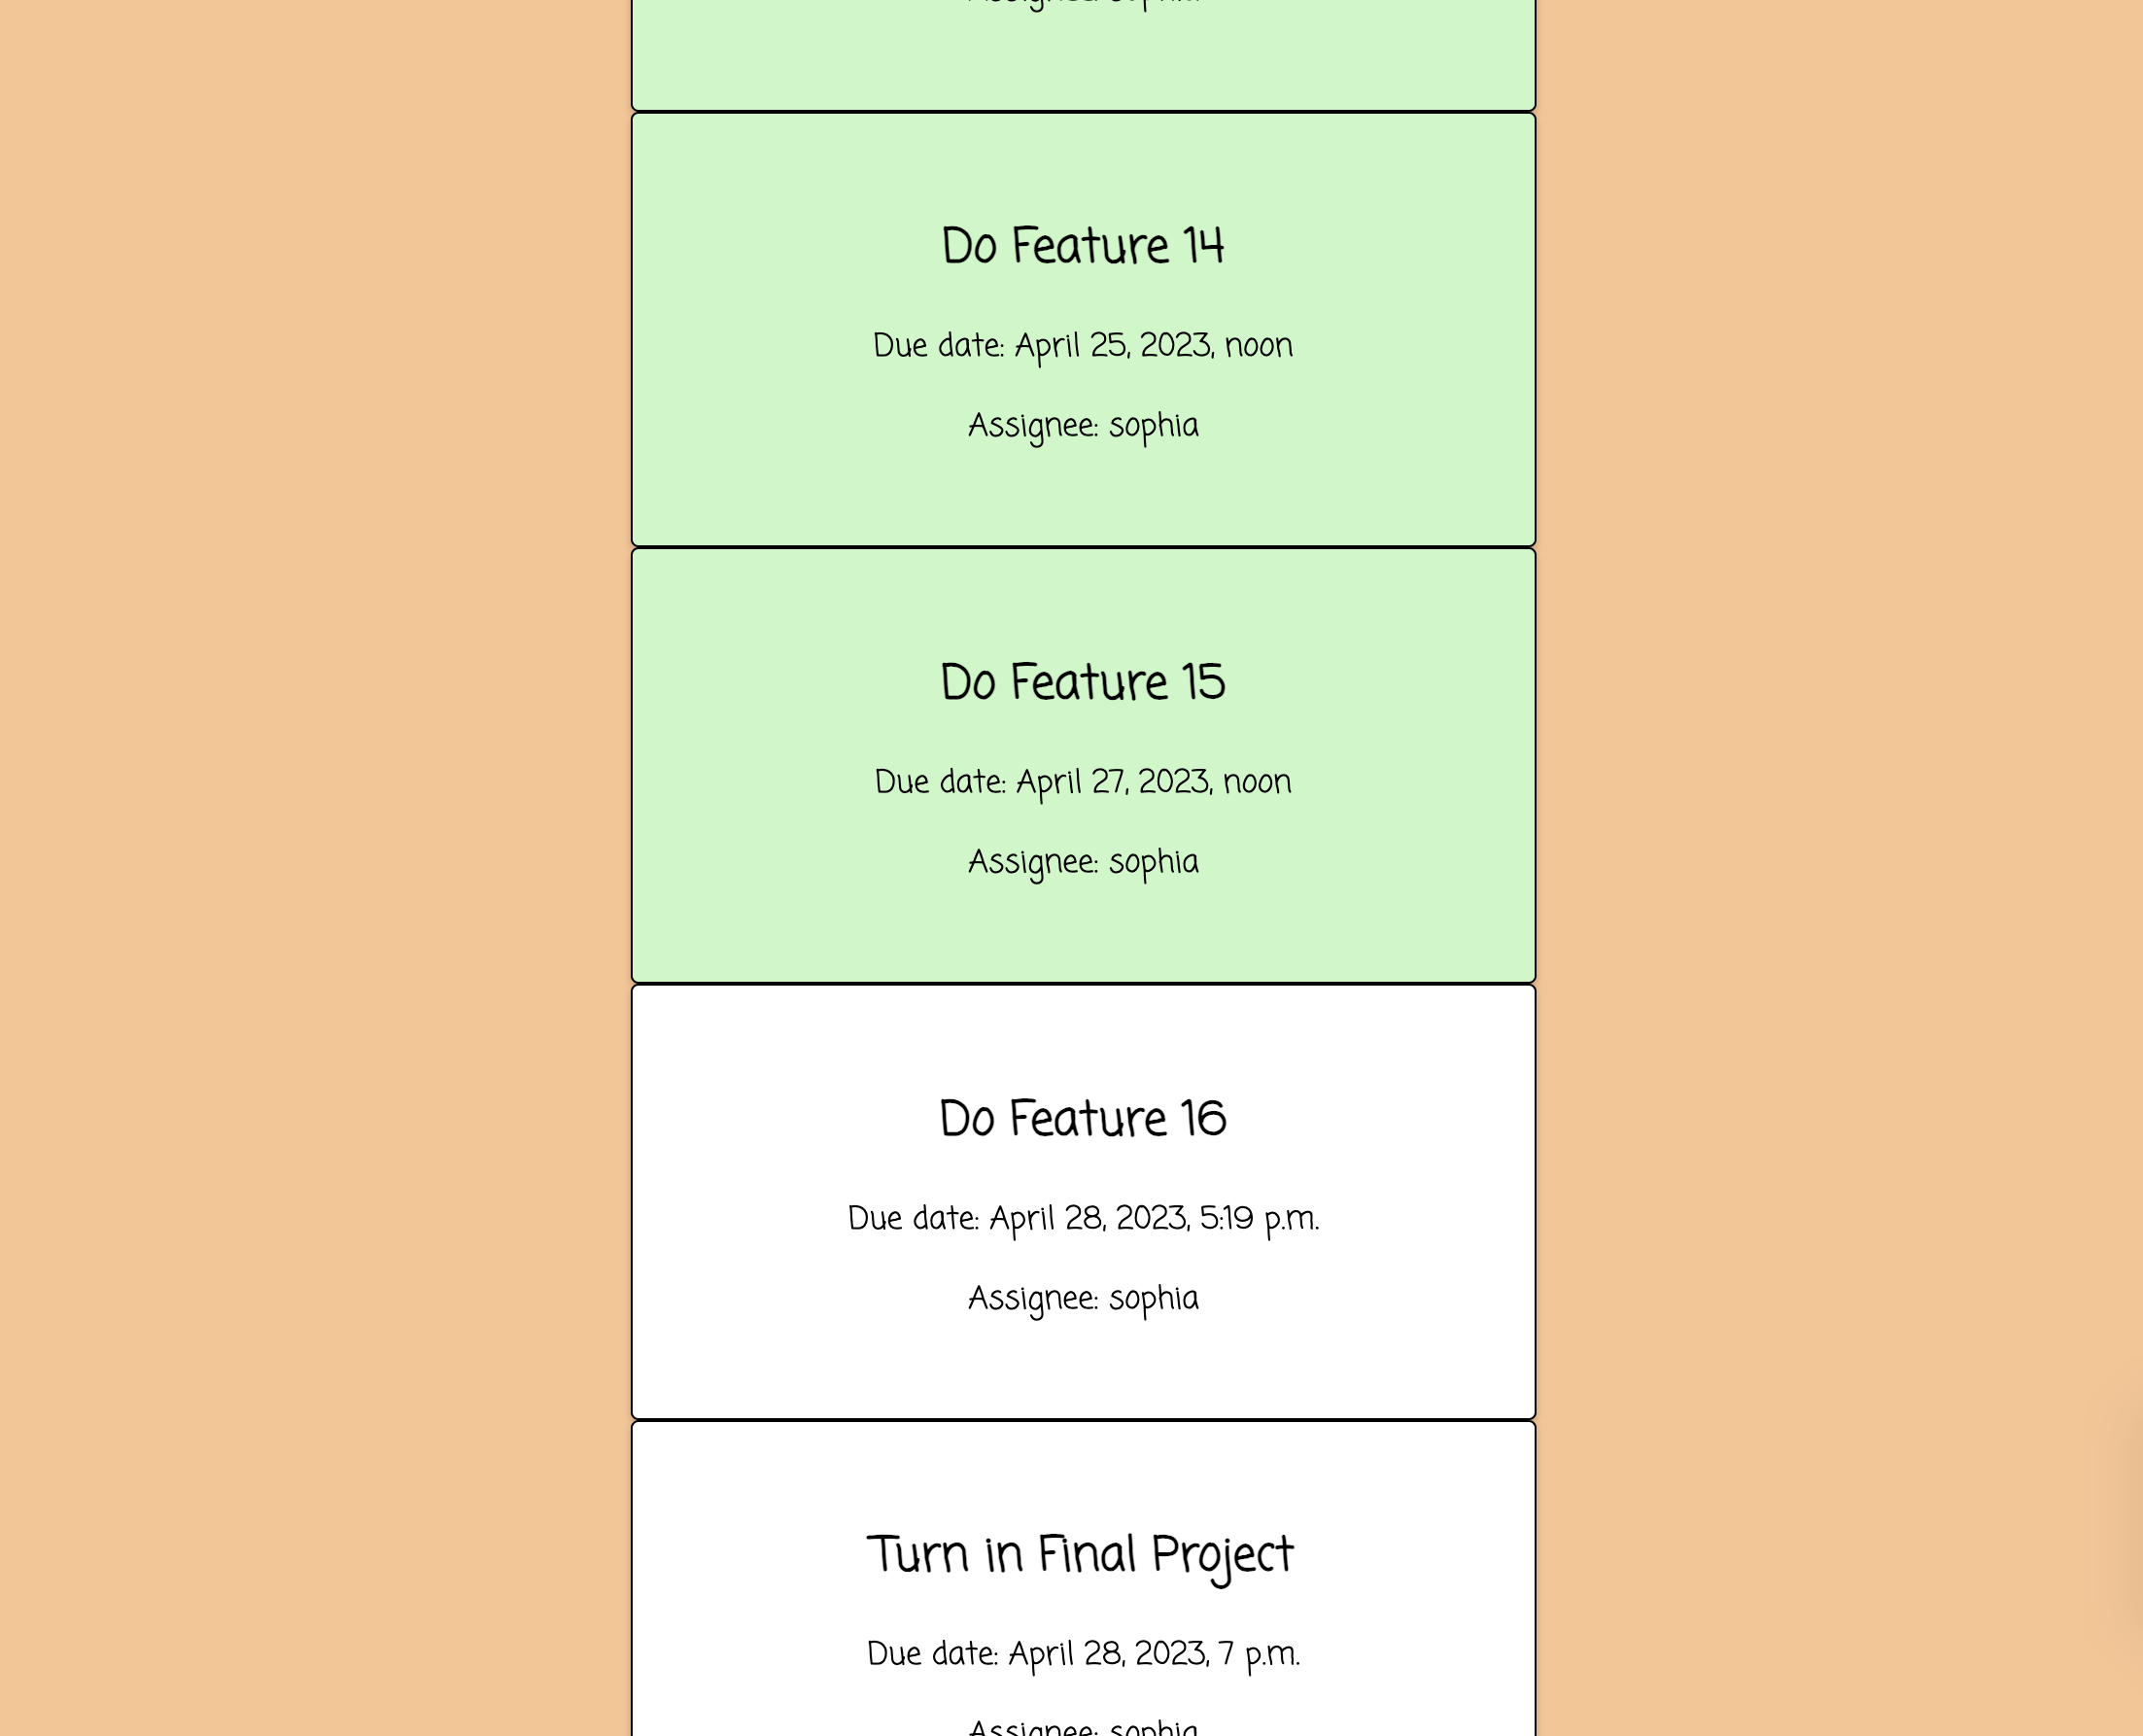 Assignee: sophia
Do Feature 14
Due date: April 25, 2023, noon
Assignee: sophia
Do Feature 15
Due date: April 27, 2023, noon
Assignee: sophia
Do Feature 16
Due date: April 28, 2023, 5:19 p.m.
Assignee: sophia
Turn in Final Project
Due date: April 28, 2023, 7 p.m.
Assignee: sophia